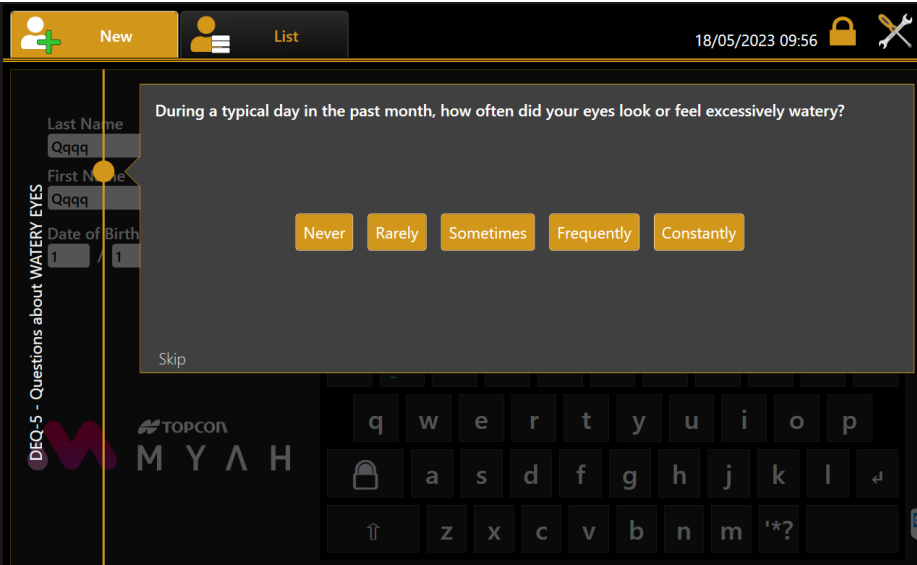 New
List
18/05/2023 09:56
During a typical day in the past month, how often did your eyes look or feel excessively watery?
Last Name
Qqqq
First N me
Qqqq
Date of Birth
1 / 1
Never Rarely Sometimes Frequently Constantly
Skip
DEQ-5 - Questions about WATERY EYES
TOPCON
MYAH
q w e r t y u i o p
a s d f g h j k l
z x c v b n m '*?